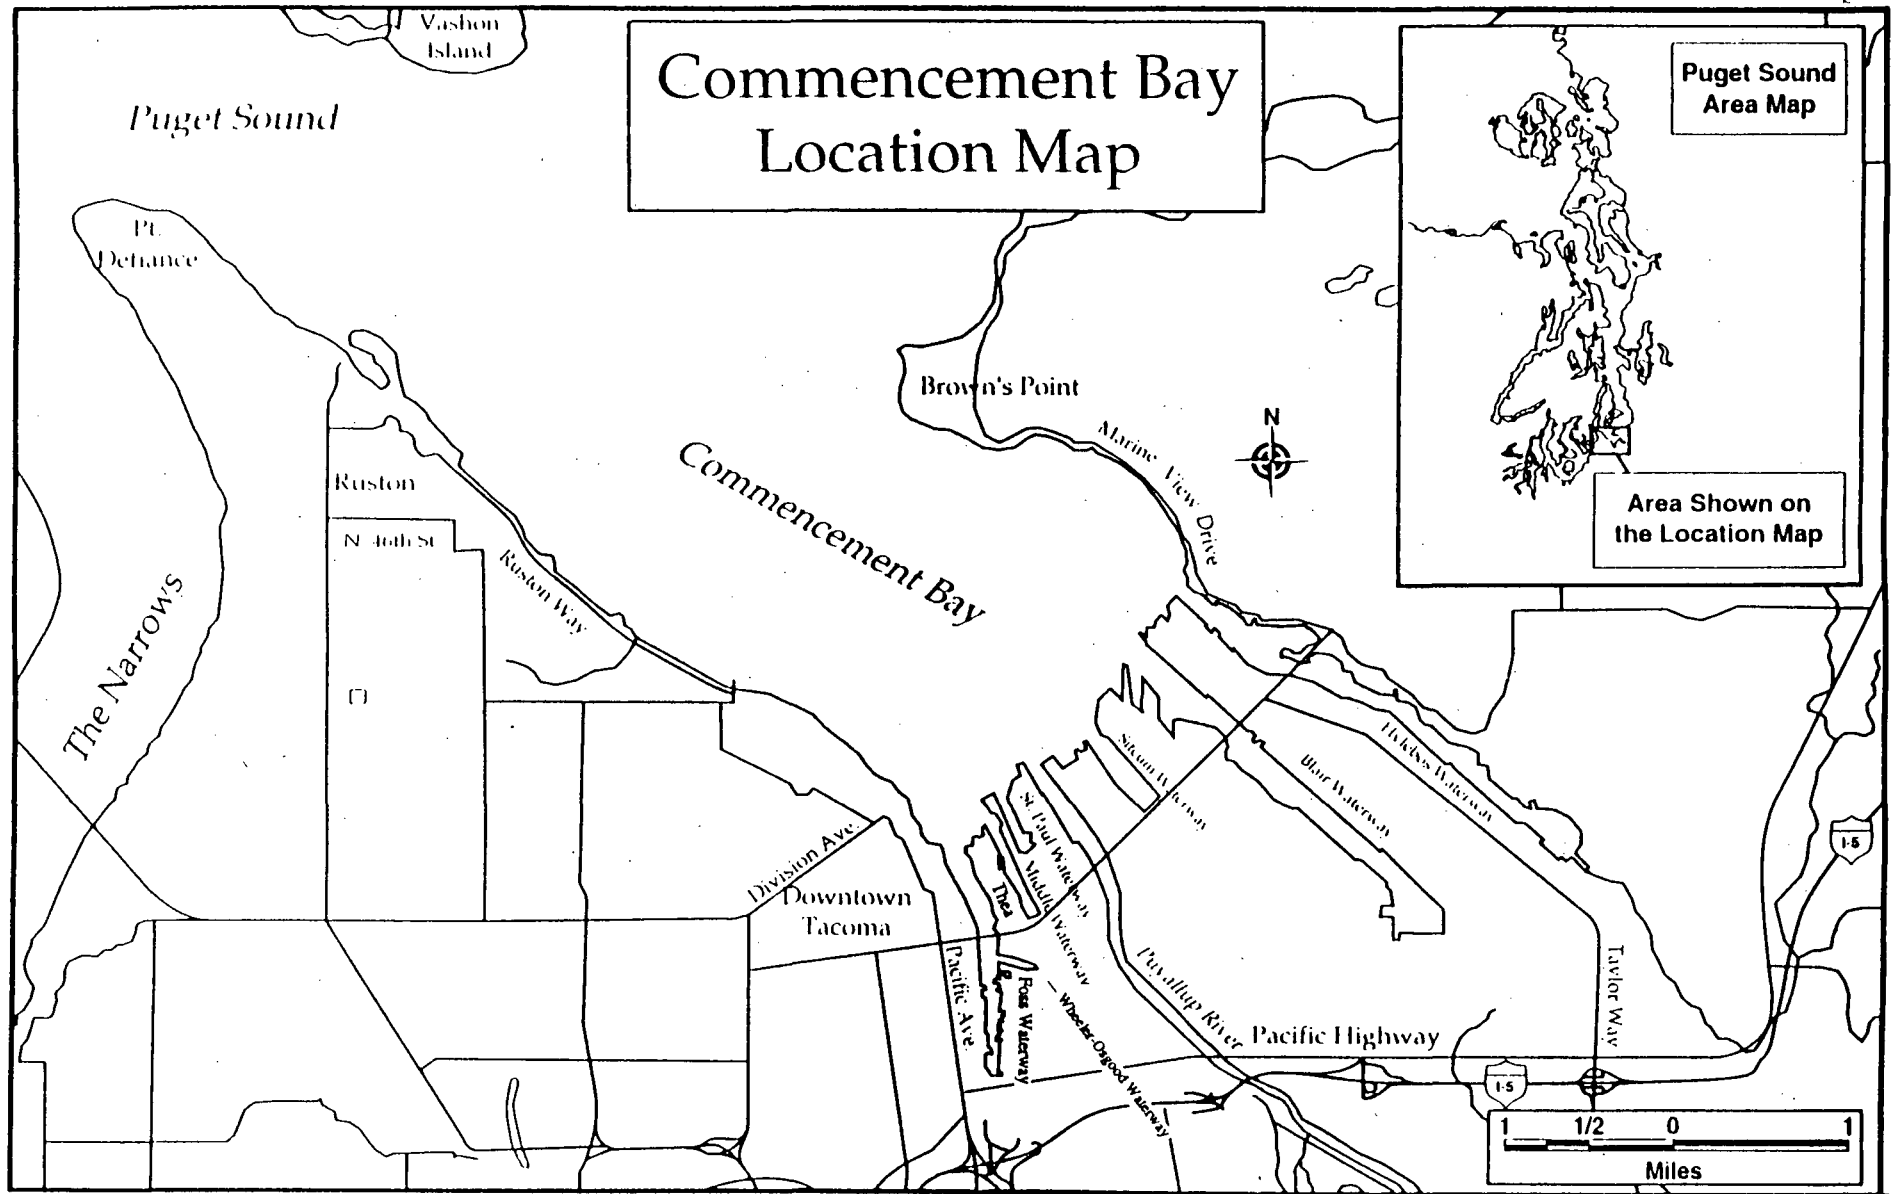 Vashon
Island
Puget Sound
Commencement Bay
Location Map
Puget Sound
Area Map
Pt.
Defiance
Brown's Point
Marine View Drive
N
Commencement Bay
Ruston
N. 46th St
Ruston Way
The Narrows
Area Shown on
the Location Map
Sitcum Waterway
Blair Waterway
Hylebos Waterway
St. Paul Waterway
Middle Waterway
Thea
Foss Waterway
Wheeler-Osgood Waterway
Division Ave.
Downtown
Tacoma
Pacific Ave.
Puyallup River
Pacific Highway
Taylor Way
I-5
I-5
1 1/2 0 1
Miles